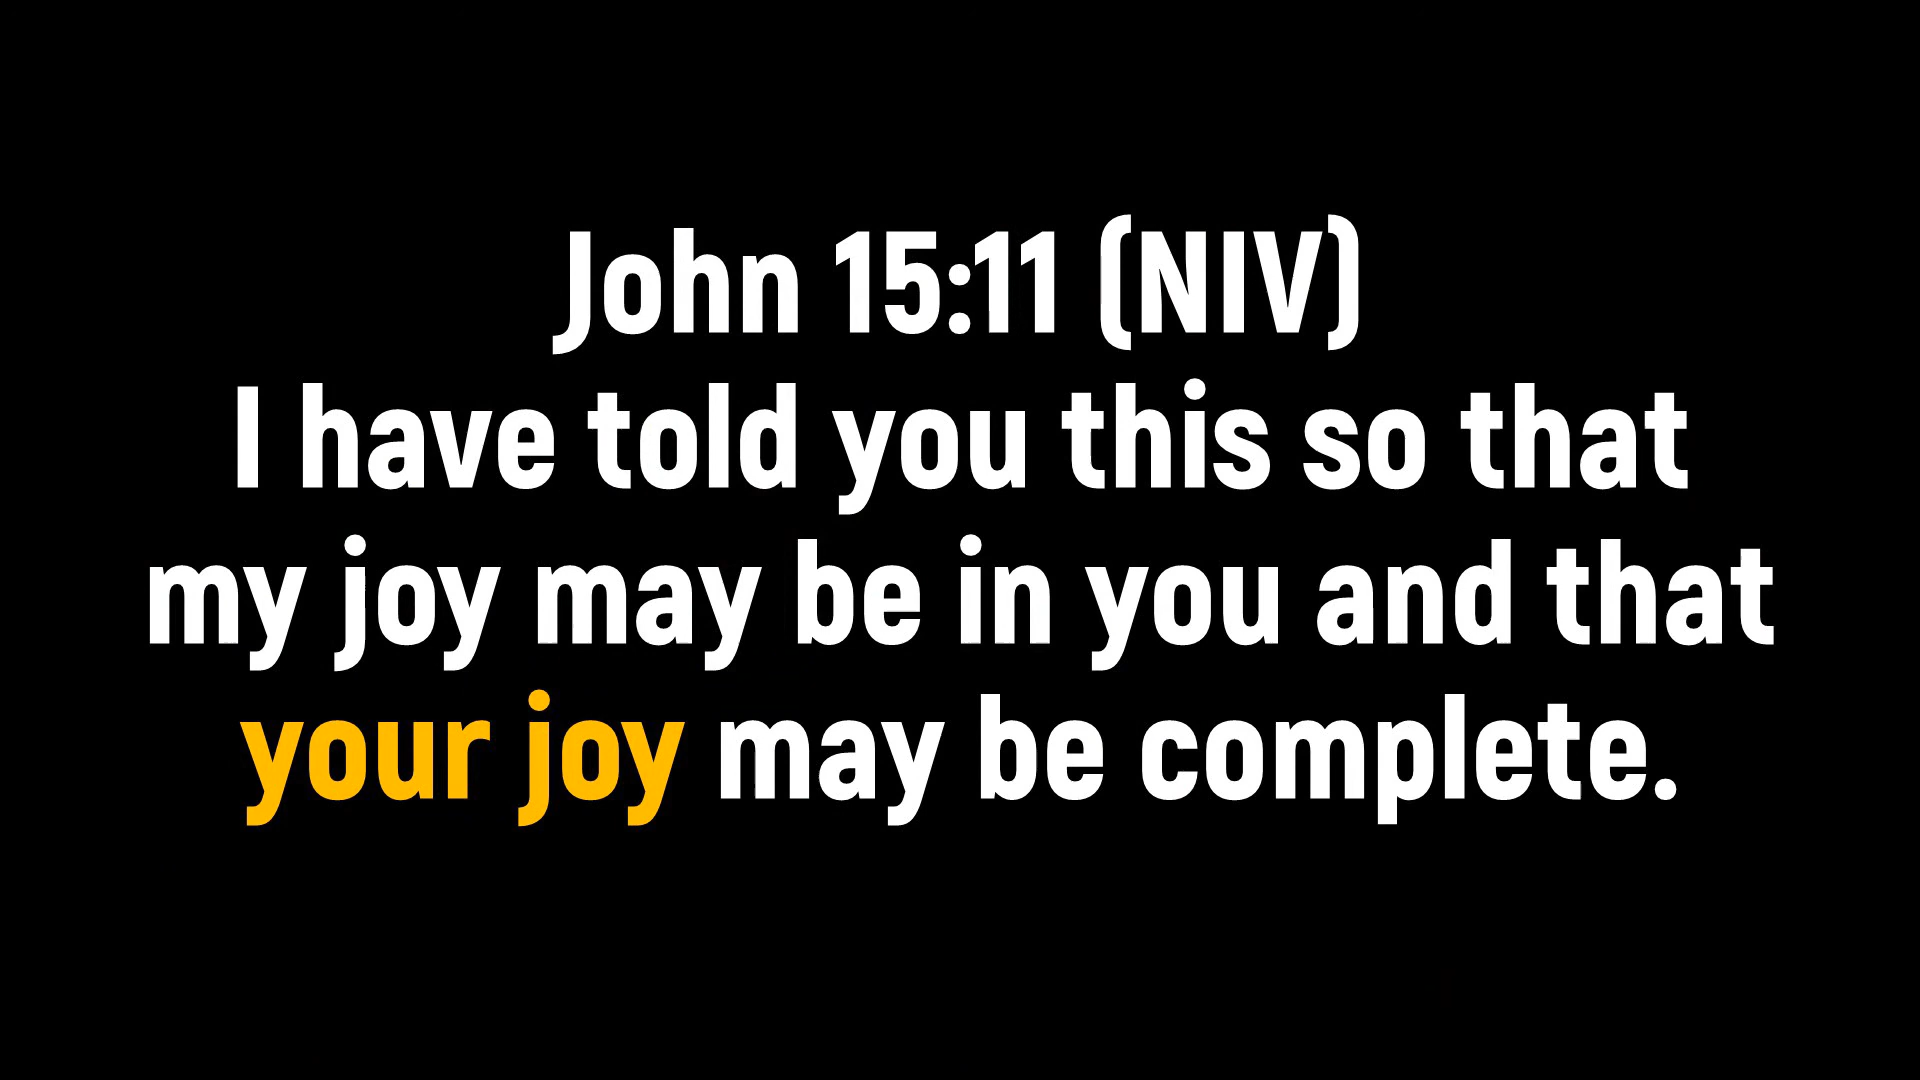 John 15:11 (NIV)
I have told you this so that
my joy may be in you and that
your joy may be complete.